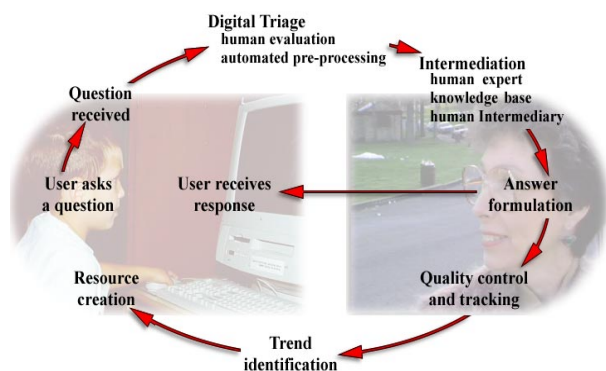 Digital Triage
human evaluation
automated pre-processing
Intermediation
human expert
knowledge base
human Intermediary
Question
received
User asks
a question
User receives
response
Answer
formulation
Resource
creation
Quality control
and tracking
Trend
identification